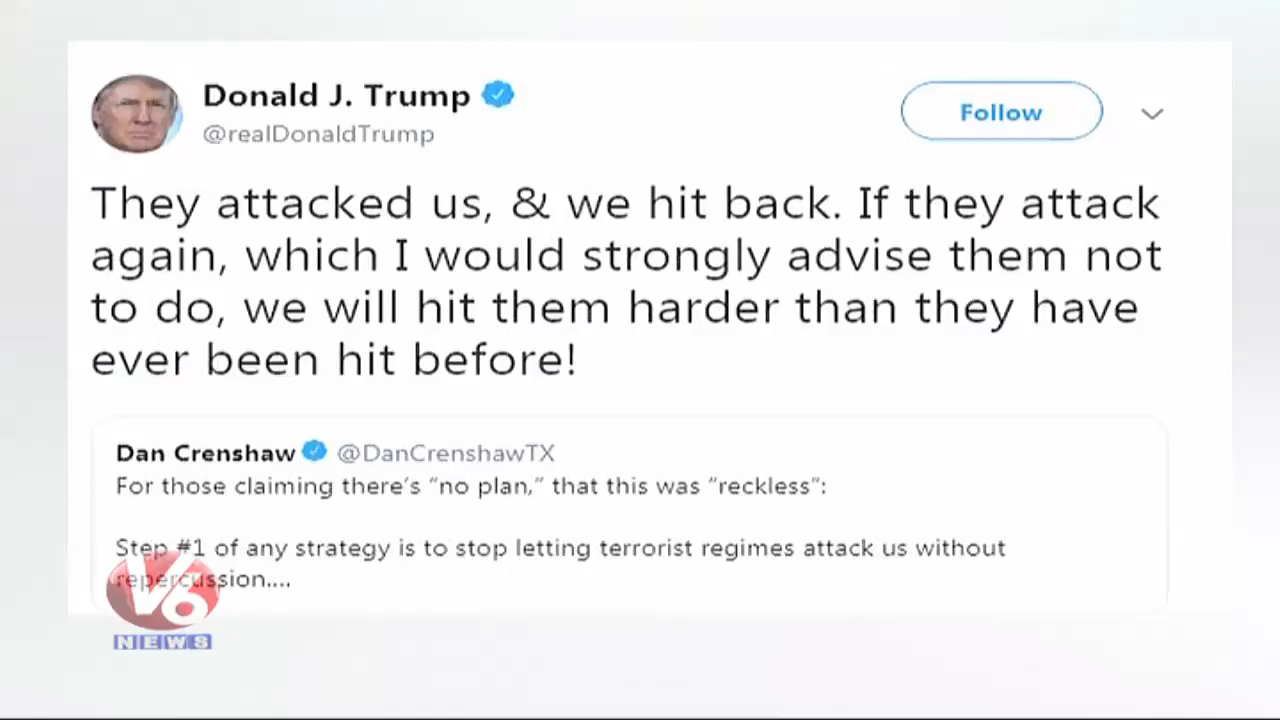 Donald J. Trump
@realDonaldTrump
Follow
They attacked us, & we hit back. If they attack
again, which I would strongly advise them not
to do, we will hit them harder than they have
ever been hit before!
Dan Crenshaw @DanCrenshawTX
For those claiming there’s “no plan,” that this was “reckless”:
Step #1 of any strategy is to stop letting terrorist regimes attack us without
repercussion....
V6
NEWS